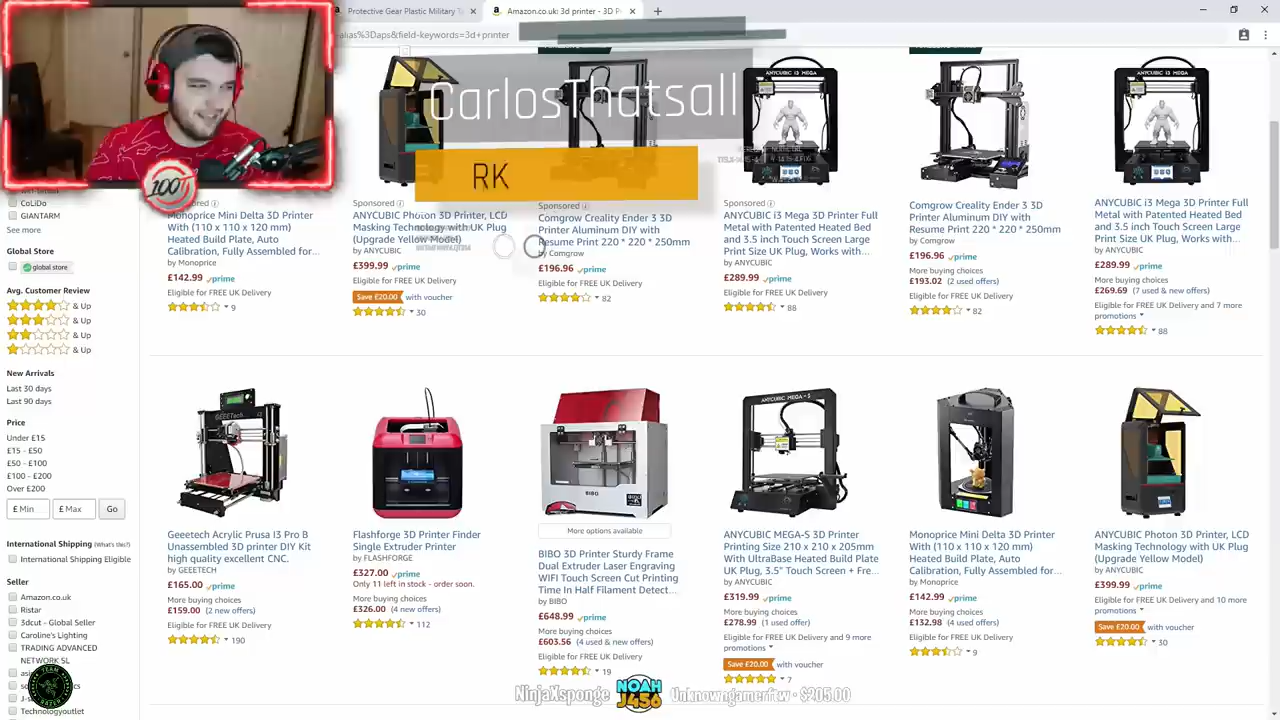 Protective Gear Plastic Military T
Amazon.co.uk: 3d printer - 3D P
alias%3Daps&field-keywords=3d+printer
CarlosThatsall
RK
100T
CoLiDo
GIANTARM
See more
Global Store
global store
Avg. Customer Review
& Up
& Up
& Up
& Up
New Arrivals
Last 30 days
Last 90 days
Price
Under £15
£15 - £50
£50 - £100
£100 - £200
Over £200
£ Min
£ Max
Go
International Shipping (What's this?)
International Shipping Eligible
Seller
Amazon.co.uk
Ristar
3dcut - Global Seller
Caroline's Lighting
TRADING ADVANCED
NETWORK SL
Technologyoutlet
Sponsored
Monoprice Mini Delta 3D Printer
With (110 x 110 x 120 mm)
Heated Build Plate, Auto
Calibration, Fully Assembled for...
by Monoprice
£142.99 prime
Eligible for FREE UK Delivery
9
Sponsored
ANYCUBIC Photon 3D Printer, LCD
Masking Technology with UK Plug
(Upgrade Yellow Model)
by ANYCUBIC
£399.99 prime
Eligible for FREE UK Delivery
Save £20.00 with voucher
30
Sponsored
Comgrow Creality Ender 3 3D
Printer Aluminum DIY with
Resume Print 220 * 220 * 250mm
by Comgrow
£196.96 prime
Eligible for FREE UK Delivery
82
ANYCUBIC I3 MEGA
Sponsored
ANYCUBIC i3 Mega 3D Printer Full
Metal with Patented Heated Bed
and 3.5 inch Touch Screen Large
Print Size UK Plug, Works with...
by ANYCUBIC
£289.99 prime
Eligible for FREE UK Delivery
88
Comgrow Creality Ender 3 3D
Printer Aluminum DIY with
Resume Print 220 * 220 * 250mm
by Comgrow
£196.96 prime
More buying choices
£193.02 (2 used offers)
Eligible for FREE UK Delivery
82
ANYCUBIC I3 MEGA
ANYCUBIC i3 Mega 3D Printer Full
Metal with Patented Heated Bed
and 3.5 inch Touch Screen Large
Print Size UK Plug, Works with...
by ANYCUBIC
£289.99 prime
More buying choices
£269.69 (7 used & new offers)
Eligible for FREE UK Delivery and 7 more
promotions
88
Geeetech Acrylic Prusa I3 Pro B
Unassembled 3D printer DIY Kit
high quality excellent CNC.
by GEEETECH
£165.00 prime
More buying choices
£159.00 (2 new offers)
Eligible for FREE UK Delivery
190
Flashforge 3D Printer Finder
Single Extruder Printer
by FLASHFORGE
£327.00 prime
Only 11 left in stock - order soon.
More buying choices
£326.00 (4 new offers)
Eligible for FREE UK Delivery
112
BIBO
More options available
BIBO 3D Printer Sturdy Frame
Dual Extruder Laser Engraving
WIFI Touch Screen Cut Printing
Time In Half Filament Detect...
by BIBO
£648.99 prime
More buying choices
£603.56 (4 used & new offers)
Eligible for FREE UK Delivery
19
ANYCUBIC MEGA-S
ANYCUBIC MEGA-S 3D Printer
Printing Size 210 x 210 x 205mm
With UltraBase Heated Build Plate
UK Plug, 3.5" Touch Screen + Fre...
by ANYCUBIC
£319.99 prime
More buying choices
£278.99 (1 used offer)
Eligible for FREE UK Delivery and 9 more
promotions
Save £20.00 with voucher
7
Monoprice Mini Delta 3D Printer
With (110 x 110 x 120 mm)
Heated Build Plate, Auto
Calibration, Fully Assembled for...
by Monoprice
£142.99 prime
More buying choices
£132.98 (4 used offers)
Eligible for FREE UK Delivery
9
ANYCUBIC Photon 3D Printer, LCD
Masking Technology with UK Plug
(Upgrade Yellow Model)
by ANYCUBIC
£399.99 prime
Eligible for FREE UK Delivery and 10 more
promotions
Save £20.00 with voucher
30
NinjaXsponge
NOAH
J456
Unknowngamerftw - $205.00